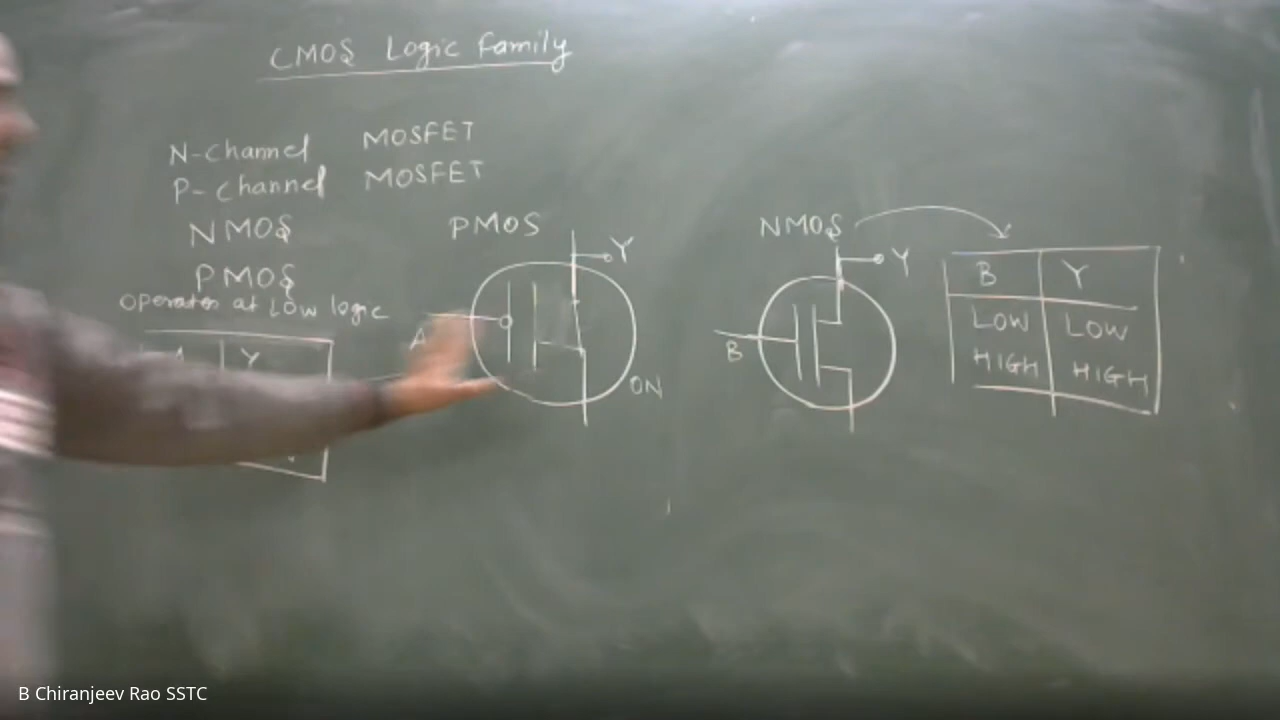 CMOS Logic Family
N-Channel MOSFET
P-Channel MOSFET
NMOS
PMOS
Operates at Low logic
A Y
PMOS
Y
A
ON
NMOS
Y
B
B Y
LOW LOW
HIGH HIGH
B Chiranjeev Rao SSTC